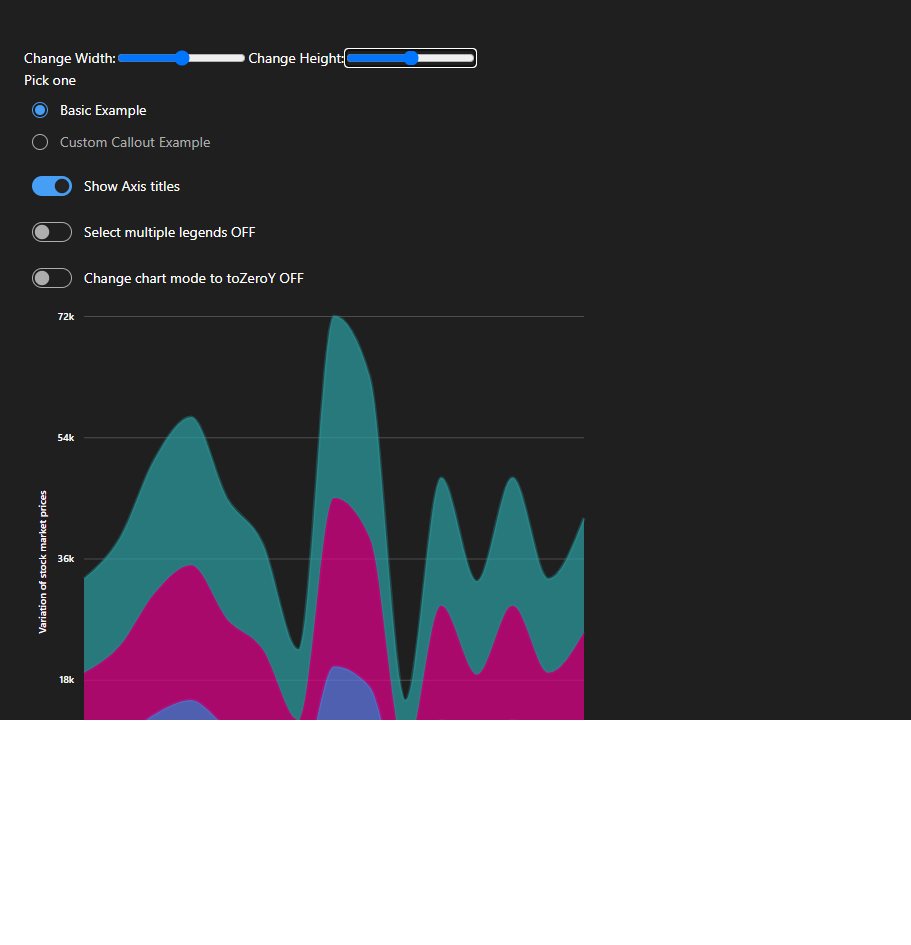 Change Width: Change Height:
Pick one
Basic Example
Custom Callout Example
Show Axis titles
Select multiple legends OFF
Change chart mode to toZeroY OFF
72k
54k
Variation of stock market prices
36k
18k